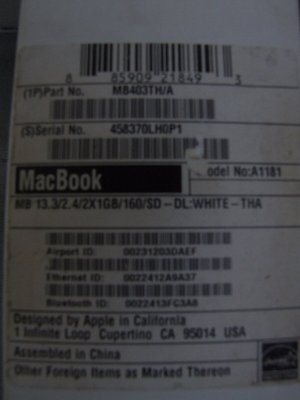 8 85909 21849 3
(1P)Part No. MB403TH/A
(S)Serial No. 458370LH0P1
MacBook
odel No:A1181
MB 13.3/2.4/2X1GB/160/SD-DL:WHITE-THA
Airport ID: 00231203DAEF
Ethernet ID: 0022412A9A37
Bluetooth ID: 0022413FC3A8
Designed by Apple in California
1 Infinite Loop Cupertino CA 95014 USA
Assembled in China
Other Foreign Items as Marked Thereon